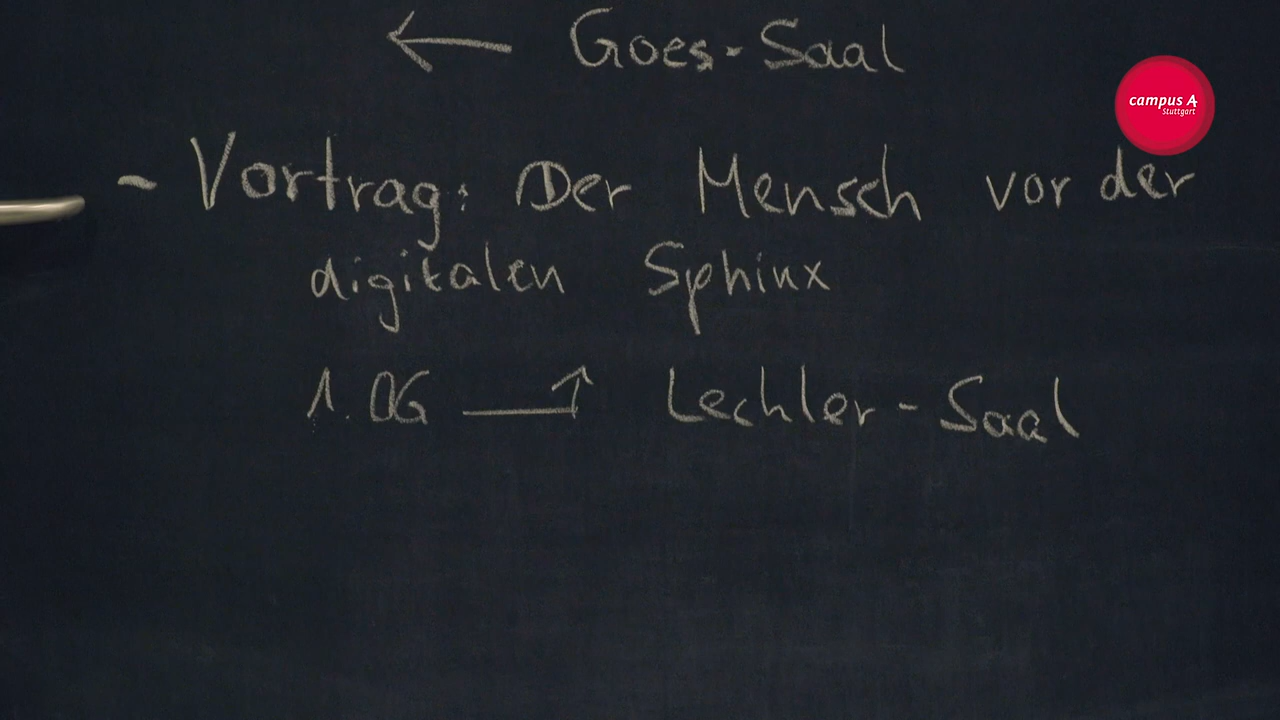 ← Goes-Saal
campus A
Stuttgart
- Vortrag: Der Mensch vor der
digitalen Sphinx
1. OG → Lechler-Saal